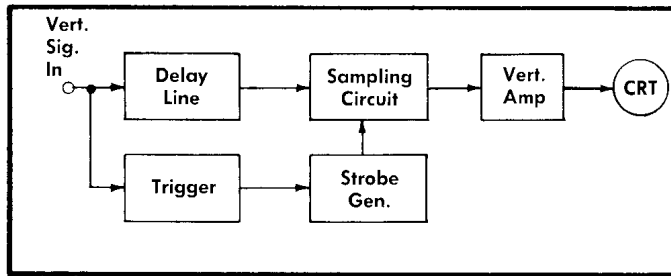 Vert.
Sig.
In
Delay
Line
Sampling
Circuit
Vert.
Amp
CRT
Trigger
Strobe
Gen.